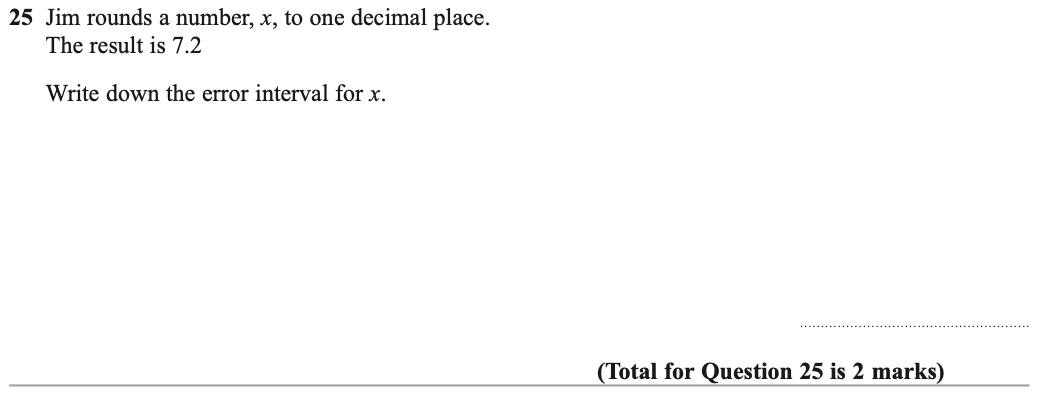 25 Jim rounds a number, x, to one decimal place.
The result is 7.2
Write down the error interval for x.
(Total for Question 25 is 2 marks)